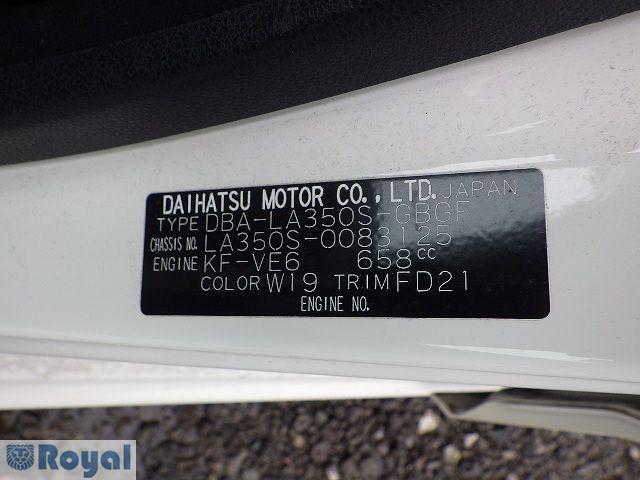 DAIHATSU MOTOR CO., LTD. JAPAN
TYPE DBA-LA350S-GBGF
CHASSIS NO. LA350S-0083125
ENGINE KF-VE6 658cc
COLOR W19 TRIM FD21
ENGINE NO.
Royal